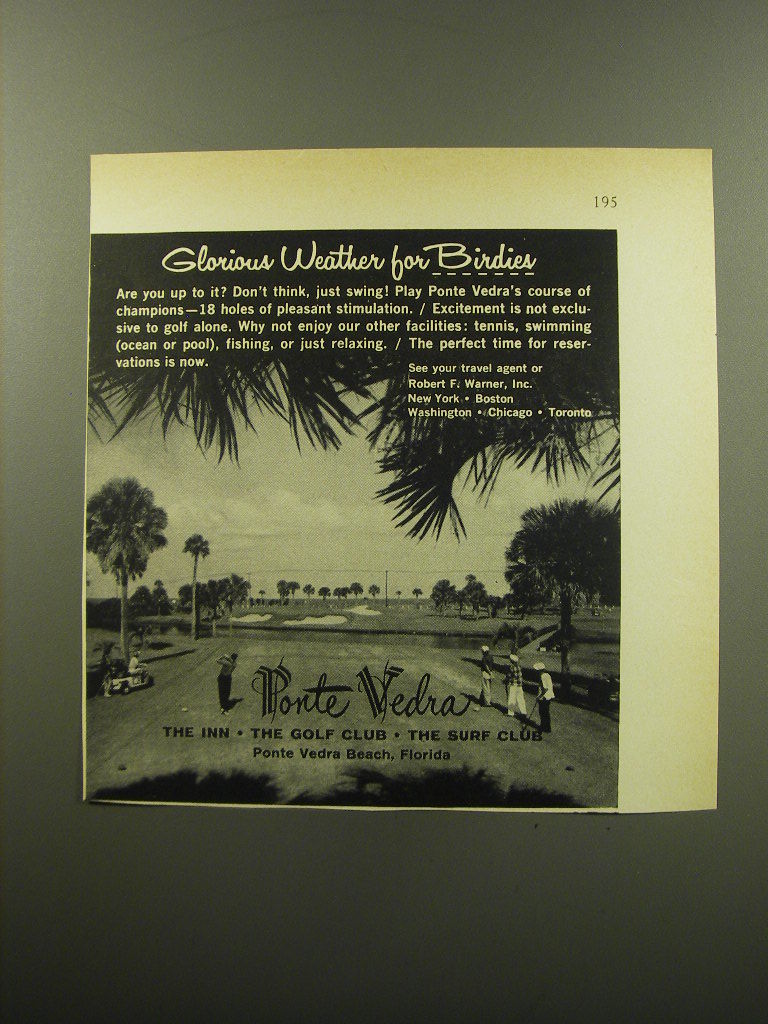 195
Glorious Weather for Birdies
Are you up to it? Don't think, just swing! Play Ponte Vedra's course of
champions—18 holes of pleasant stimulation. / Excitement is not exclu-
sive to golf alone. Why not enjoy our other facilities: tennis, swimming
(ocean or pool), fishing, or just relaxing. / The perfect time for reser-
vations is now.
See your travel agent or
Robert F. Warner, Inc.
New York • Boston
Washington • Chicago • Toronto
Ponte Vedra
THE INN • THE GOLF CLUB • THE SURF CLUB
Ponte Vedra Beach, Florida